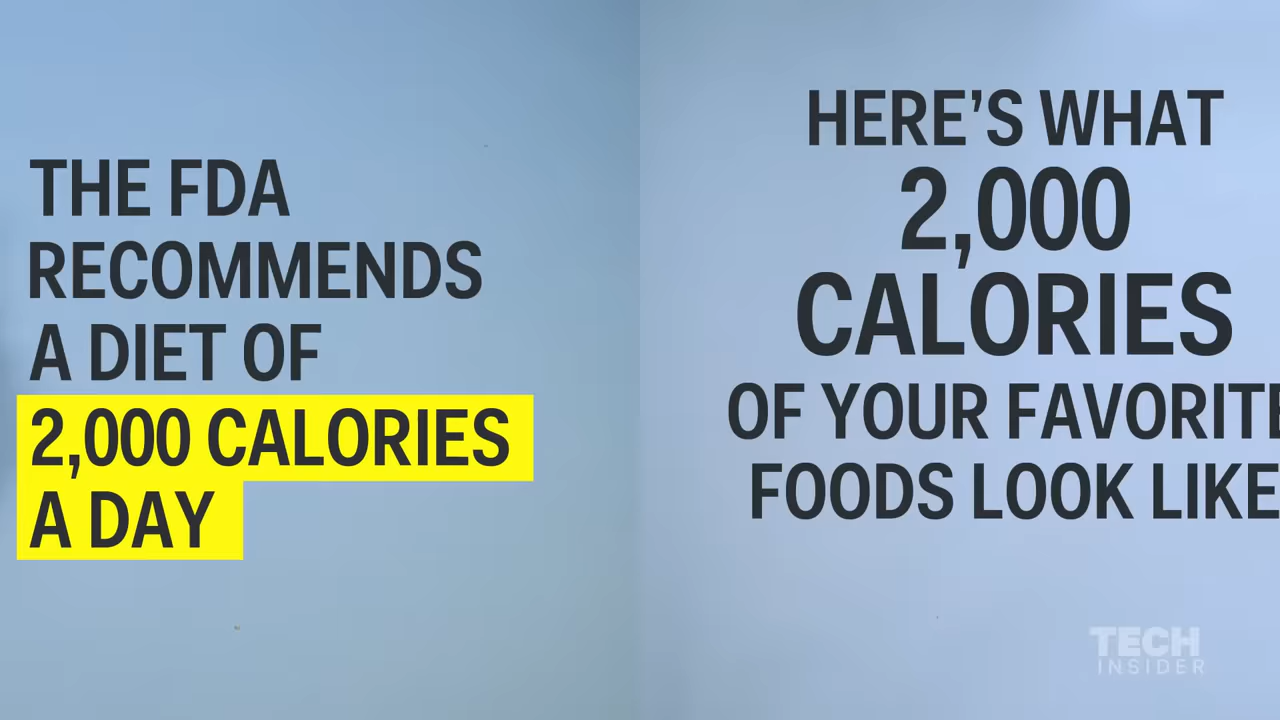 THE FDA
RECOMMENDS
A DIET OF
2,000 CALORIES
A DAY
HERE'S WHAT
2,000
CALORIES
OF YOUR FAVORITE
FOODS LOOK LIKE
TECH
INSIDER